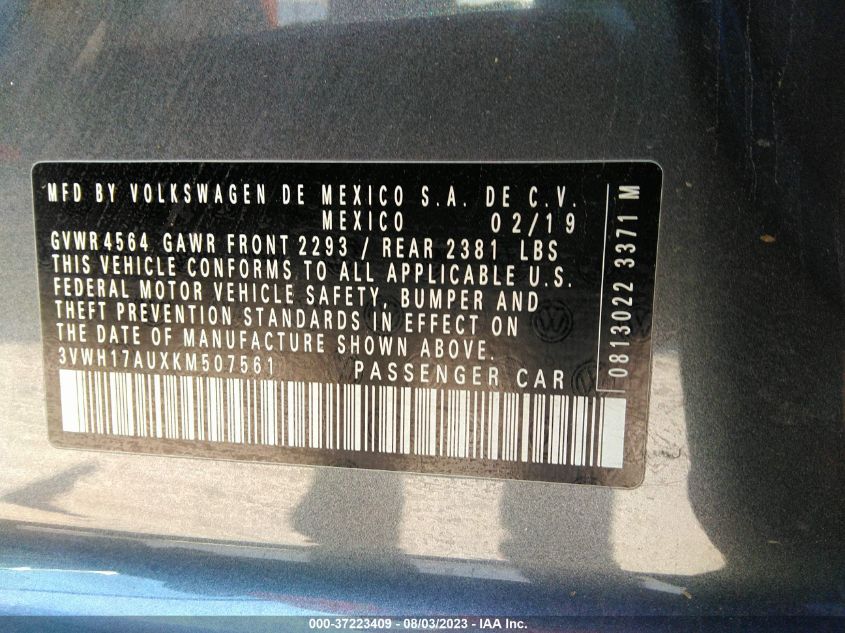 MFD BY VOLKSWAGEN DE MEXICO S.A. DE C.V.
MEXICO 02/19
GVWR4564 GAWR FRONT 2293 / REAR 2381 LBS
THIS VEHICLE CONFORMS TO ALL APPLICABLE U.S.
FEDERAL MOTOR VEHICLE SAFETY, BUMPER AND
THEFT PREVENTION STANDARDS IN EFFECT ON
THE DATE OF MANUFACTURE SHOWN ABOVE.
3VWH17AUXKM507561 PASSENGER CAR
0813022 3371 M
000-37223409 - 08/03/2023 - IAA Inc.